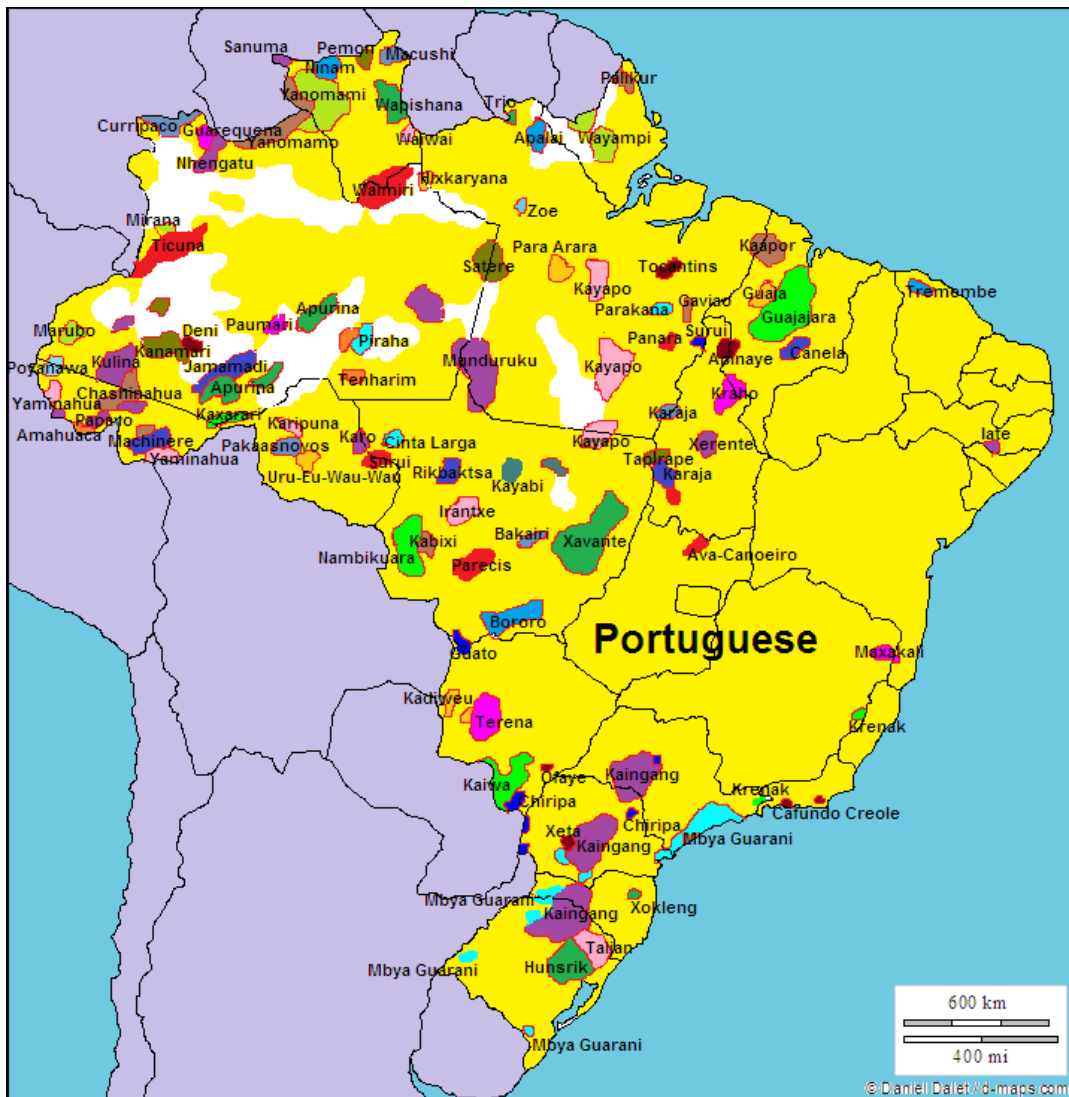 Sanuma
Pemon
Macushi
Ninam
Yanomami
Palikur
Wapishana
Trio
Curripaco
Guarequena
Yanomamo
Waiwai
Apalai
Wayampi
Nhengatu
Waimiri
Hixkaryana
Zoe
Mirana
Ticuna
Satere
Para Arara
Tocantins
Kaapor
Kayapo
Guaja
Tremembe
Apurina
Parakana
Gaviao
Guajajara
Marubo
Deni
Paumari
Piraha
Panara
Surui
Poyanawa
Kulina
Kanamari
Jamamadi
Munduruku
Apinaye
Canela
Chashinahua
Apurina
Tenharim
Kayapo
Kraho
Yaminahua
Papavo
Kaxarari
Karaja
Amahuaca
Machinere
Karipuna
Pakaasnovos
Karo
Cinta Larga
Kayapo
Xerente
Iate
Yaminahua
Surui
Tapirape
Uru-Eu-Wau-Wau
Rikbaktsa
Kayabi
Karaja
Irantxe
Kabixi
Bakairi
Xavante
Nambikuara
Parecis
Ava-Canoeiro
Bororo
Portuguese
Guato
Maxakali
Kadiweu
Terena
Krenak
Kaiwa
Ofaye
Kaingang
Krenak
Chiripa
Chiripa
Cafundo Creole
Xeta
Kaingang
Mbya Guarani
Mbya Guarani
Kaingang
Xokleng
Talian
Mbya Guarani
Hunsrik
Mbya Guarani
600 km
400 mi
© Daniel Dalet / d-maps.com